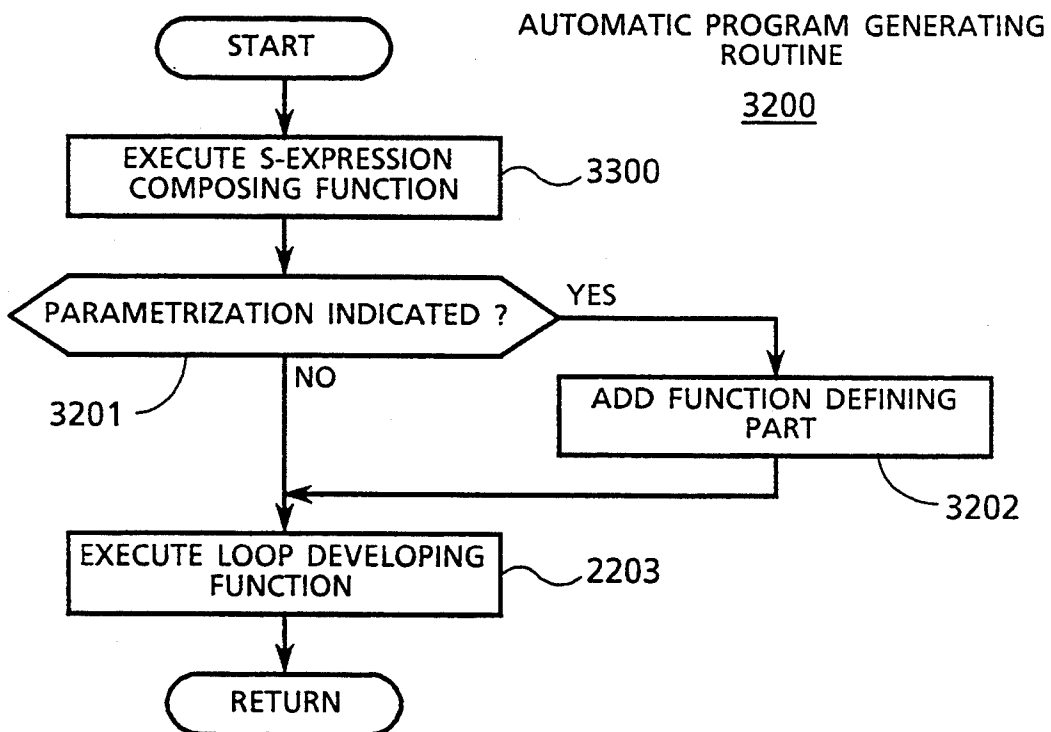 AUTOMATIC PROGRAM GENERATING
ROUTINE
3200
START
EXECUTE S-EXPRESSION
COMPOSING FUNCTION
3300
PARAMETRIZATION INDICATED ?
YES
NO
3201
ADD FUNCTION DEFINING
PART
3202
EXECUTE LOOP DEVELOPING
FUNCTION
2203
RETURN